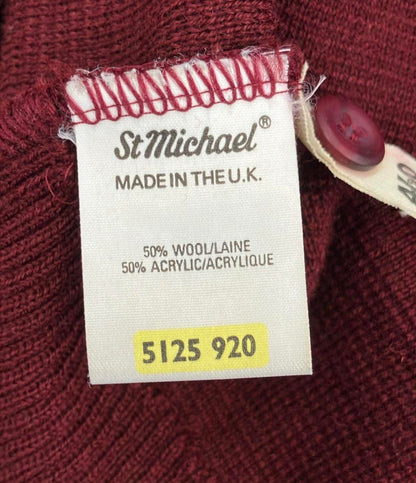 St Michael®
MADE IN THE U.K.
50% WOOL/LAINE
50% ACRYLIC/ACRYLIQUE
5125 920